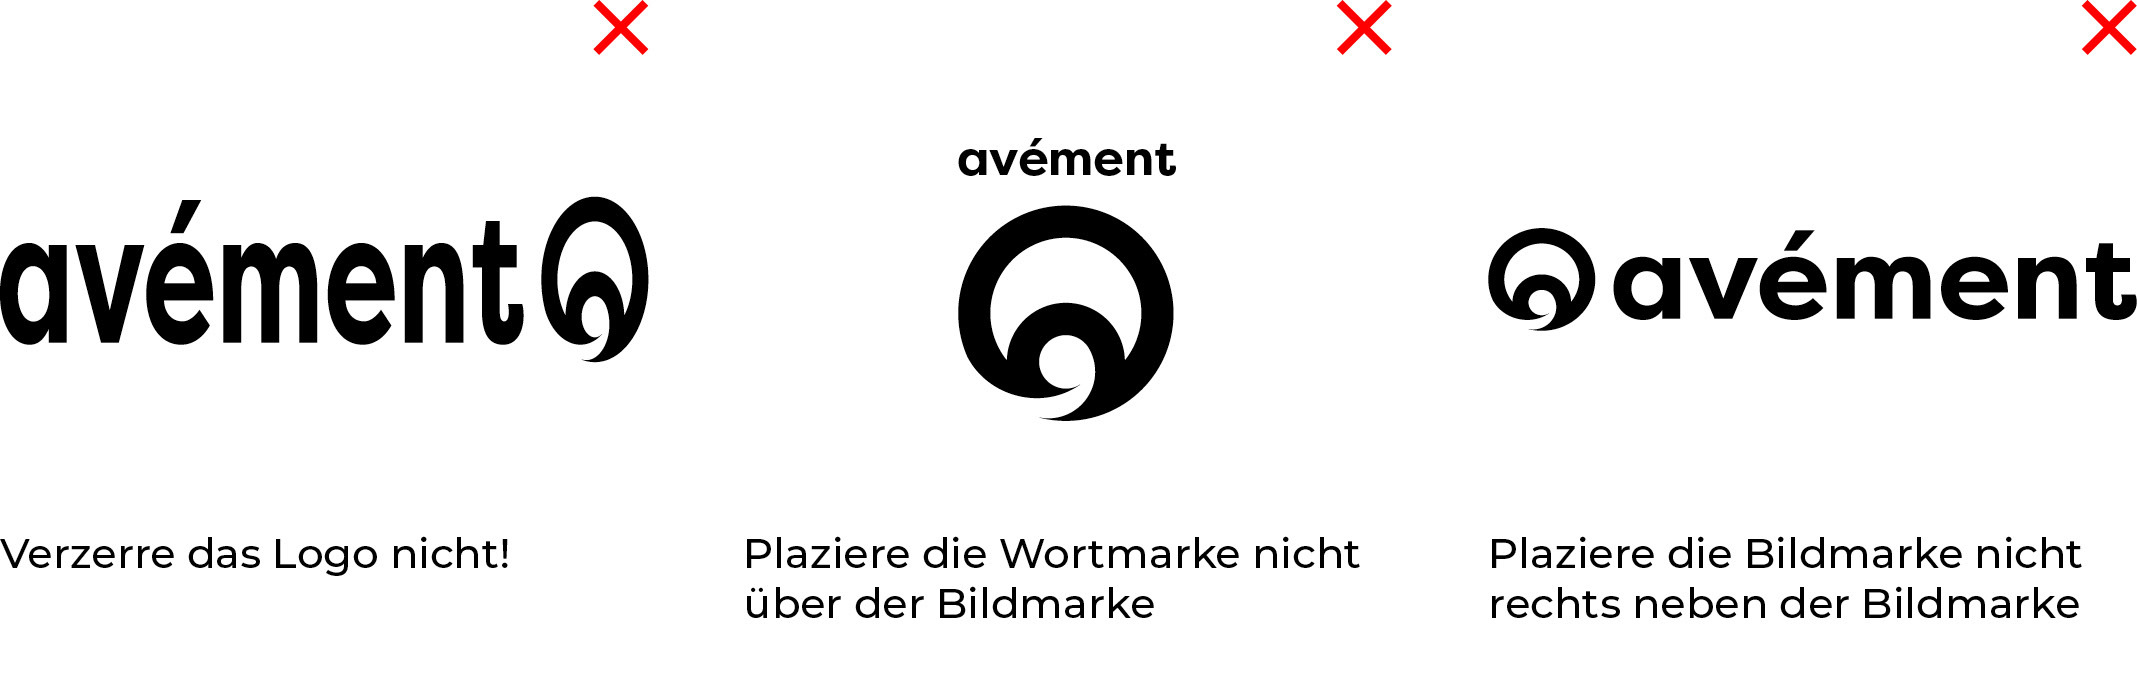 avément
avément
avément
Verzerre das Logo nicht!
Plaziere die Wortmarke nicht
über der Bildmarke
Plaziere die Bildmarke nicht
rechts neben der Bildmarke